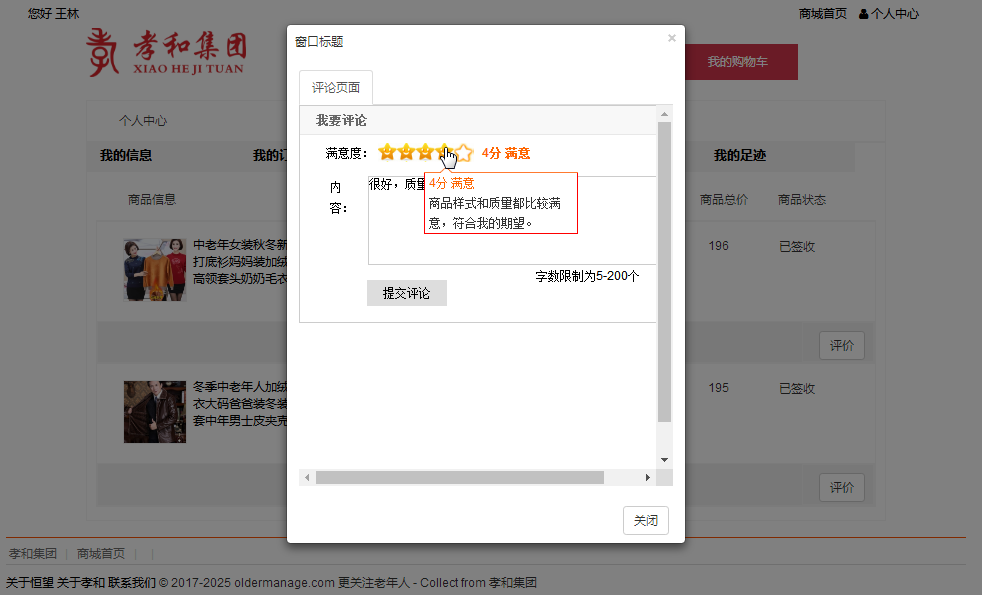 您好 王林
商城首页 个人中心
孝和集团
XIAO HE JI TUAN
窗口标题
×
我的购物车
评论页面
个人中心
我要评论
我的信息 我的订 我的足迹
满意度： 4分 满意
4分 满意
商品样式和质量都比较满
意，符合我的期望。
内
容：
很好，质量
商品信息 商品总价 商品状态
字数限制为5-200个
提交评论
中老年女装秋冬新
打底衫妈妈装加绒
高领套头奶奶毛衣
196 已签收
评价
冬季中老年人加绒
衣大码爸爸装冬装
套中年男士皮夹克
195 已签收
评价
关闭
孝和集团 | 商城首页 | |
关于恒望 关于孝和 联系我们 © 2017-2025 oldermanage.com 更关注老年人 - Collect from 孝和集团